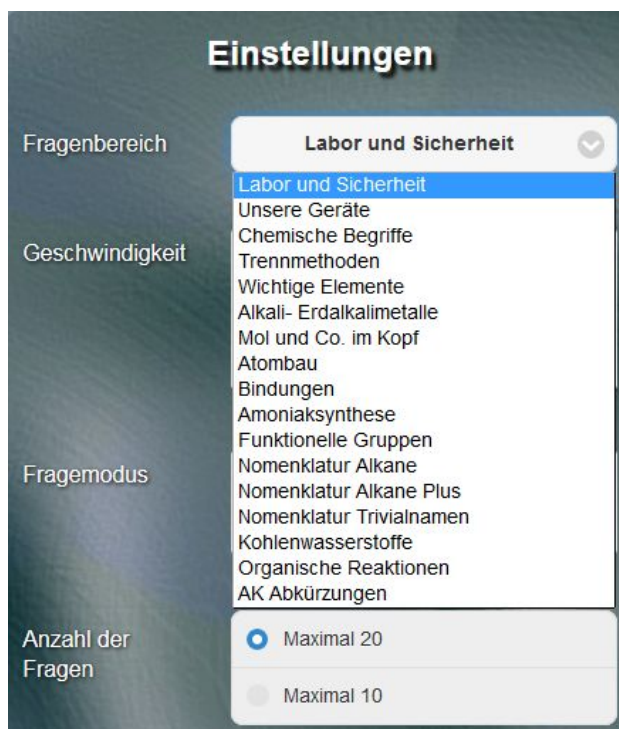 Einstellungen
Fragenbereich
Labor und Sicherheit
Labor und Sicherheit
Unsere Geräte
Chemische Begriffe
Trennmethoden
Wichtige Elemente
Alkali- Erdalkalimetalle
Mol und Co. im Kopf
Atombau
Bindungen
Amoniaksynthese
Funktionelle Gruppen
Nomenklatur Alkane
Nomenklatur Alkane Plus
Nomenklatur Trivialnamen
Kohlenwasserstoffe
Organische Reaktionen
AK Abkürzungen
Geschwindigkeit
Fragemodus
Anzahl der
Fragen
Maximal 20
Maximal 10